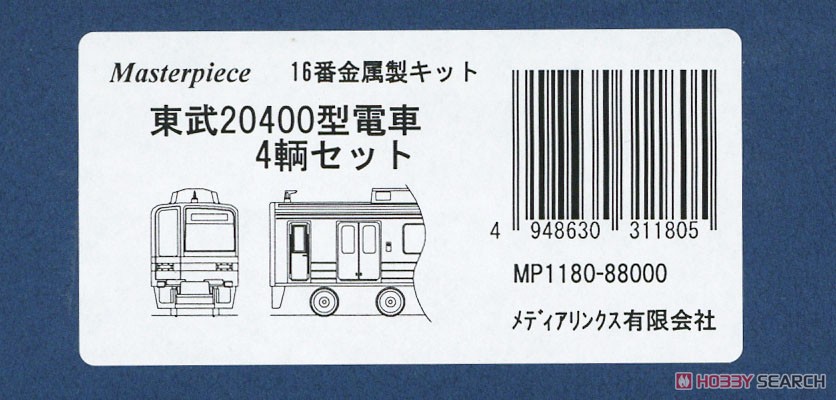 Masterpiece 16番金属製キット
東武20400型電車
4輌セット
4 948630 311805
MP1180-88000
メディアリンクス有限会社
HOBBY SEARCH